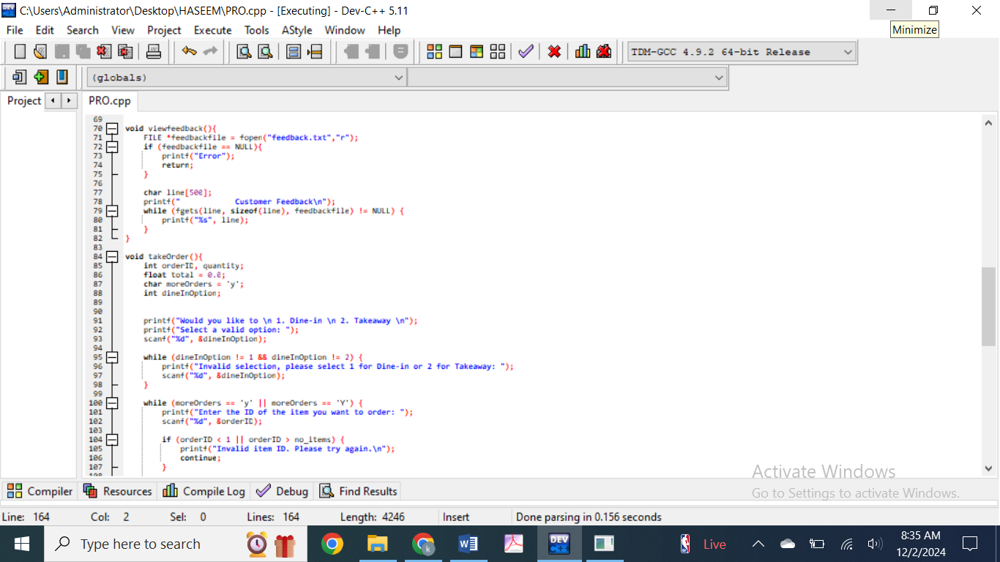 C:\Users\Administrator\Desktop\HASEEM\PRO.cpp - [Executing] - Dev-C++ 5.11
File Edit Search View Project Execute Tools AStyle Window Help
Minimize
TDM-GCC 4.9.2 64-bit Release
(globals)
Project PRO.cpp
69
70 void viewfeedback(){
71 FILE *feedbackfile = fopen("feedback.txt","r");
72 if (feedbackfile == NULL){
73 printf("Error");
74 return;
75 }
76
77 char line[500];
78 printf(" Customer Feedback\n");
79 while (fgets(line, sizeof(line), feedbackfile) != NULL) {
80 printf("%s", line);
81 }
82 }
83
84 void takeOrder(){
85 int orderID, quantity;
86 float total = 0.0;
87 char moreOrders = 'y';
88 int dineInOption;
89
90
91 printf("Would you like to \n 1. Dine-in \n 2. Takeaway \n");
92 printf("Select a valid option: ");
93 scanf("%d", &dineInOption);
94
95 while (dineInOption != 1 && dineInOption != 2) {
96 printf("Invalid selection, please select 1 for Dine-in or 2 for Takeaway: ");
97 scanf("%d", &dineInOption);
98 }
99
100 while (moreOrders == 'y' || moreOrders == 'Y') {
101 printf("Enter the ID of the item you want to order: ");
102 scanf("%d", &orderID);
103
104 if (orderID < 1 || orderID > no_items) {
105 printf("Invalid item ID. Please try again.\n");
106 continue;
107 }
108
Activate Windows
Go to Settings to activate Windows.
Compiler Resources Compile Log Debug Find Results
Line: 164 Col: 2 Sel: 0 Lines: 164 Length: 4246 Insert Done parsing in 0.156 seconds
Type here to search
DEV
Live
8:35 AM
12/2/2024